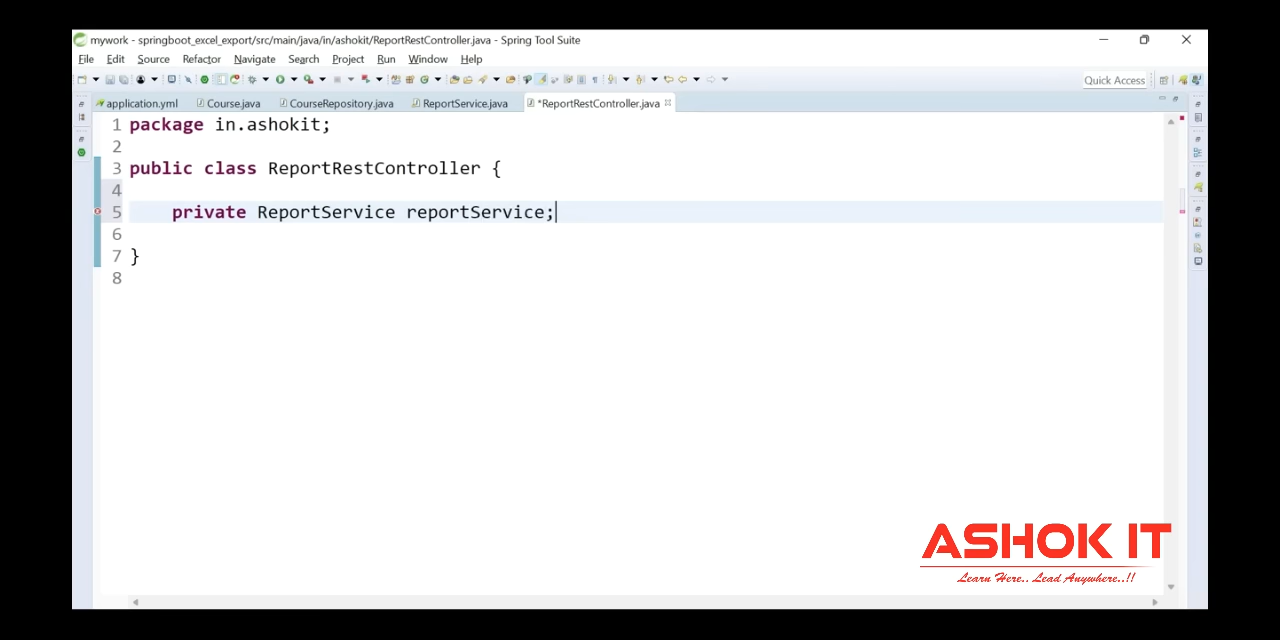 mywork - springboot_excel_export/src/main/java/in/ashokit/ReportRestController.java - Spring Tool Suite
File Edit Source Refactor Navigate Search Project Run Window Help
Quick Access
application.yml Course.java CourseRepository.java ReportService.java *ReportRestController.java
1 package in.ashokit;
2
3 public class ReportRestController {
4
5 private ReportService reportService;
6
7 }
8
ASHOK IT
Learn Here.. Lead Anywhere..!!